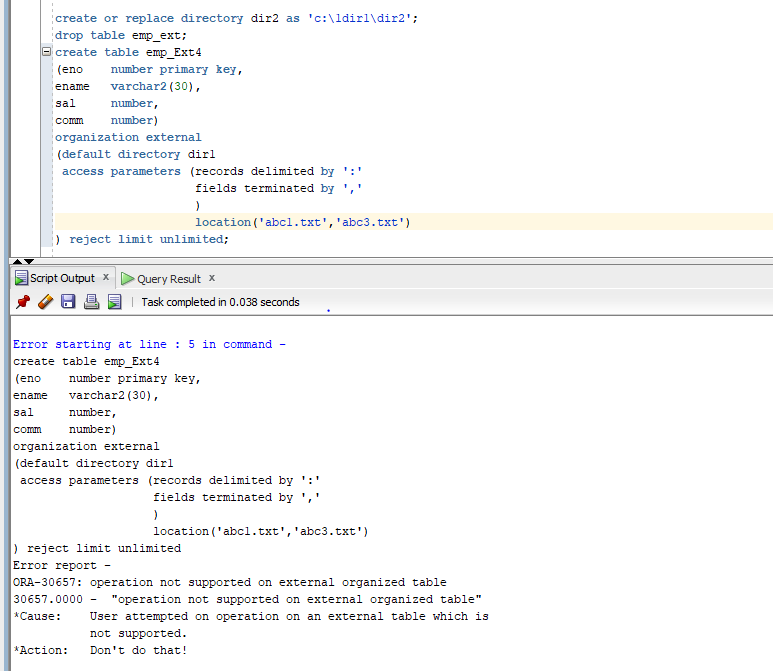 create or replace directory dir2 as 'c:\1dir1\dir2';
drop table emp_ext;
create table emp_Ext4
(eno    number primary key,
ename   varchar2(30),
sal     number,
comm    number)
organization external
(default directory dir1
 access parameters (records delimited by ':'
                    fields terminated by ','
                    )
                    location('abc1.txt','abc3.txt')
) reject limit unlimited;
Script Output x Query Result x
Task completed in 0.038 seconds
Error starting at line : 5 in command -
create table emp_Ext4
(eno    number primary key,
ename   varchar2(30),
sal     number,
comm    number)
organization external
(default directory dir1
 access parameters (records delimited by ':'
                    fields terminated by ','
                    )
                    location('abc1.txt','abc3.txt')
) reject limit unlimited
Error report -
ORA-30657: operation not supported on external organized table
30657.0000 -  "operation not supported on external organized table"
*Cause:    User attempted on operation on an external table which is
           not supported.
*Action:   Don't do that!